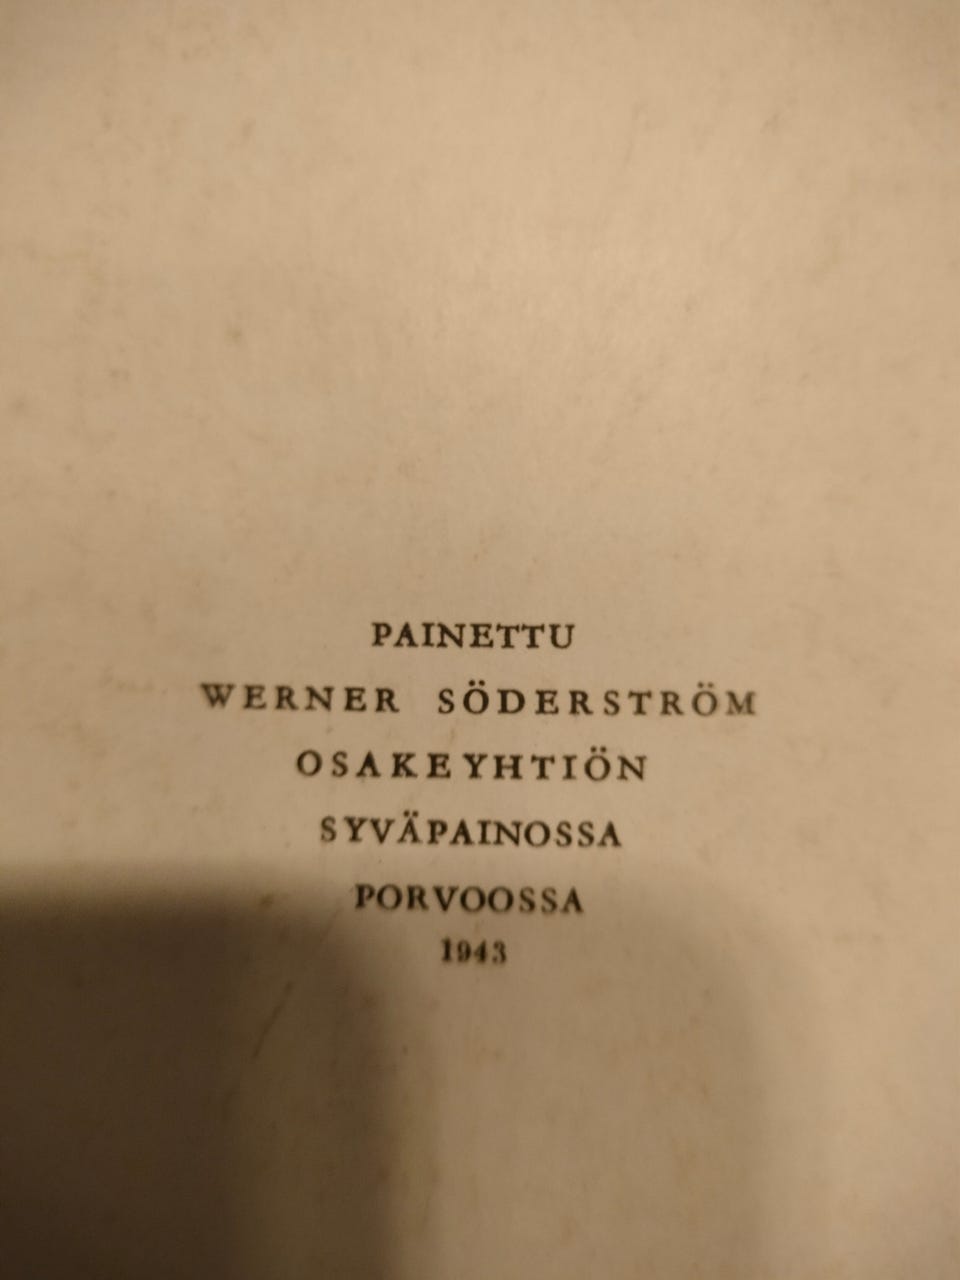 PAINETTU
WERNER SÖDERSTRÖM
OSAKEYHTIÖN
SYVÄPAINOSSA
PORVOOSSA
1943